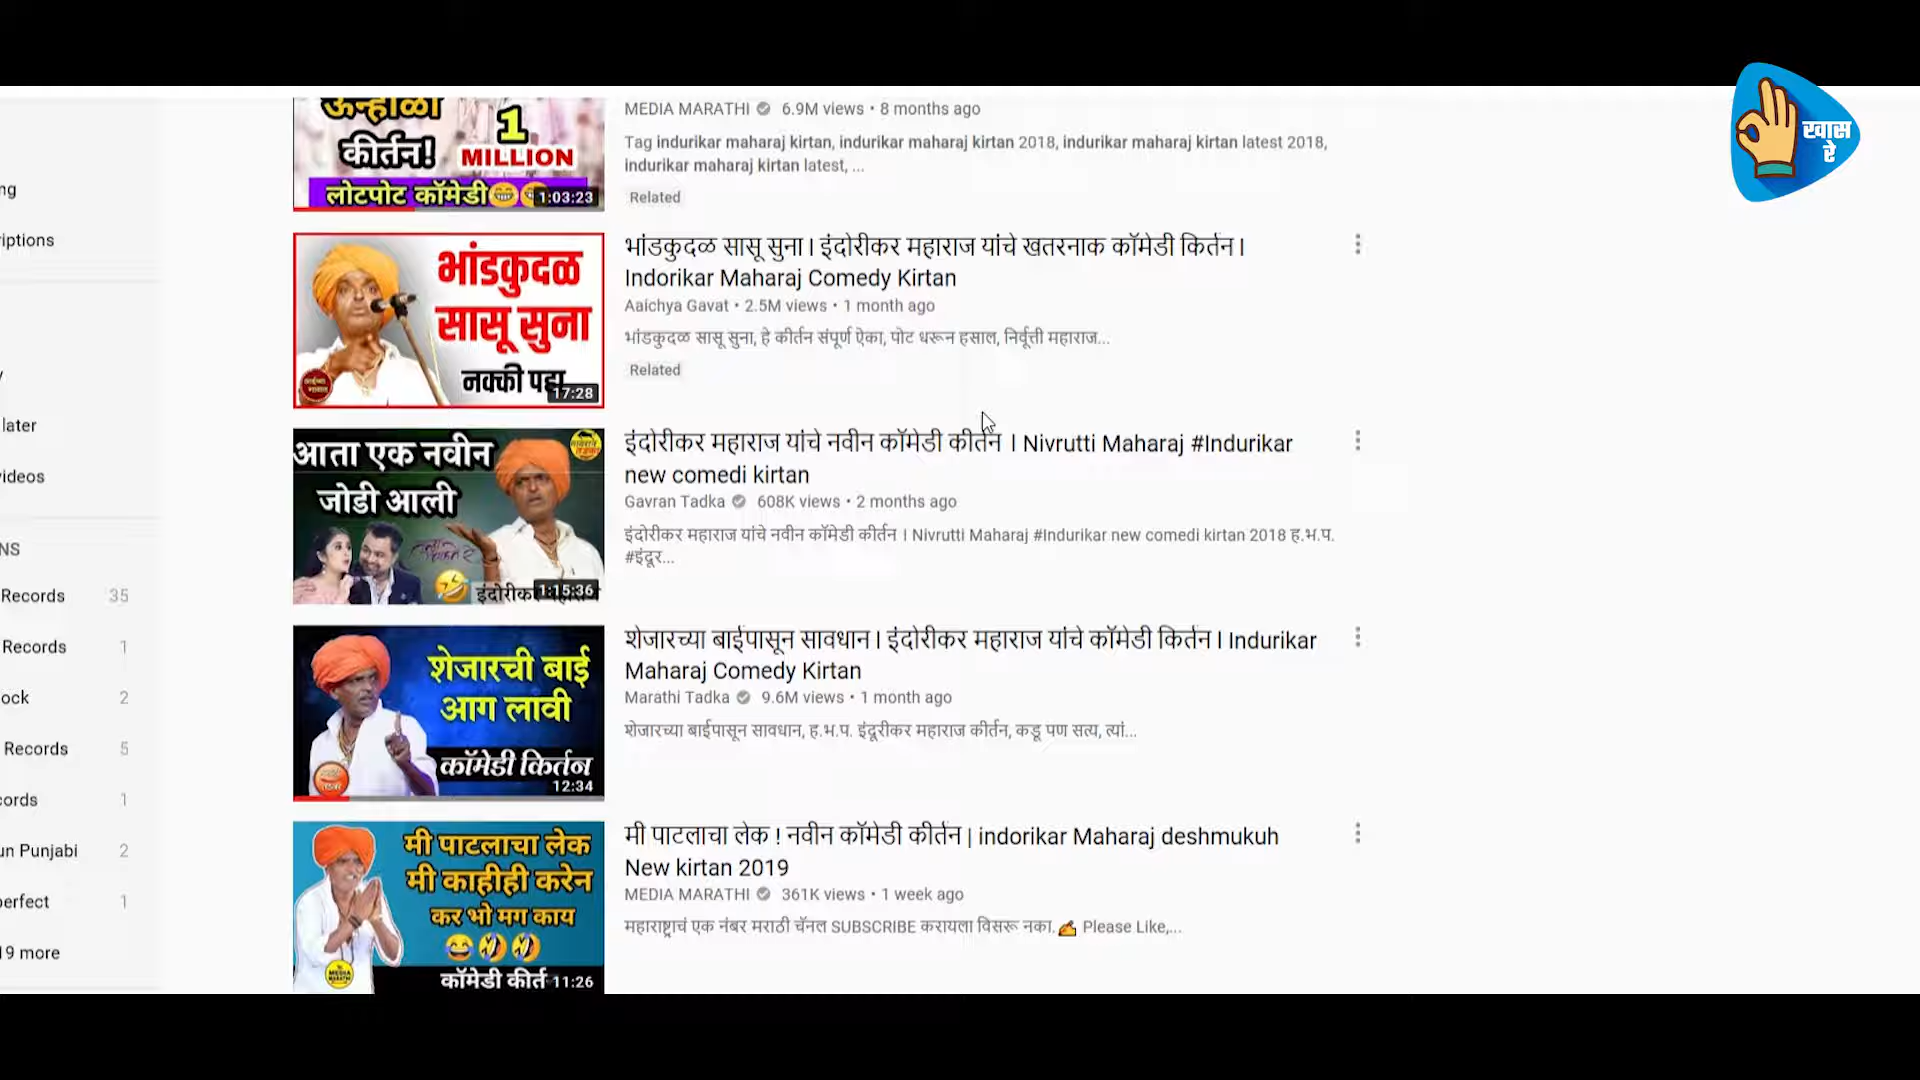 ऊन्हाळा
कीर्तन!
1
MILLION
लोटपोट कॉमेडी
1:03:23
MEDIA MARATHI 6.9M views • 8 months ago
Tag indurikar maharaj kirtan, indurikar maharaj kirtan 2018, indurikar maharaj kirtan latest 2018,
indurikar maharaj kirtan latest, ...
Related
खास
रे
ng
iptions
later
ideos
NS
Records 35
Records 1
ock 2
Records 5
cords 1
un Punjabi 2
perfect 1
19 more
भांडकुदळ
सासू सुना
नक्की पहा
17:28
भांडकुदळ सासू सुना । इंदोरीकर महाराज यांचे खतरनाक कॉमेडी किर्तन ।
Indorikar Maharaj Comedy Kirtan
Aaichya Gavat • 2.5M views • 1 month ago
भांडकुदळ सासू सुना, हे कीर्तन संपूर्ण ऐका, पोट धरून हसाल, निर्वृत्ती महाराज...
Related
आता एक नवीन
जोडी आली
1:15:36
इंदोरीकर महाराज यांचे नवीन कॉमेडी कीर्तन । Nivrutti Maharaj #Indurikar
new comedi kirtan
Gavran Tadka 608K views • 2 months ago
इंदोरीकर महाराज यांचे नवीन कॉमेडी कीर्तन । Nivrutti Maharaj #Indurikar new comedi kirtan 2018 ह.भ.प.
#इंदूर...
शेजारची बाई
आग लावी
कॉमेडी किर्तन
12:34
शेजारच्या बाईपासून सावधान । इंदोरीकर महाराज यांचे कॉमेडी किर्तन । Indurikar
Maharaj Comedy Kirtan
Marathi Tadka 9.6M views • 1 month ago
शेजारच्या बाईपासून सावधान, ह.भ.प. इंदूरीकर महाराज कीर्तन, कडू पण सत्य, त्यां...
मी पाटलाचा लेक
मी काहीही करेन
कर भो मग काय
MEDIA MARATHI
कॉमेडी कीर्त
11:26
मी पाटलाचा लेक ! नवीन कॉमेडी कीर्तन | indorikar Maharaj deshmukuh
New kirtan 2019
MEDIA MARATHI 361K views • 1 week ago
महाराष्ट्राचं एक नंबर मराठी चॅनल SUBSCRIBE करायला विसरू नका. Please Like,...